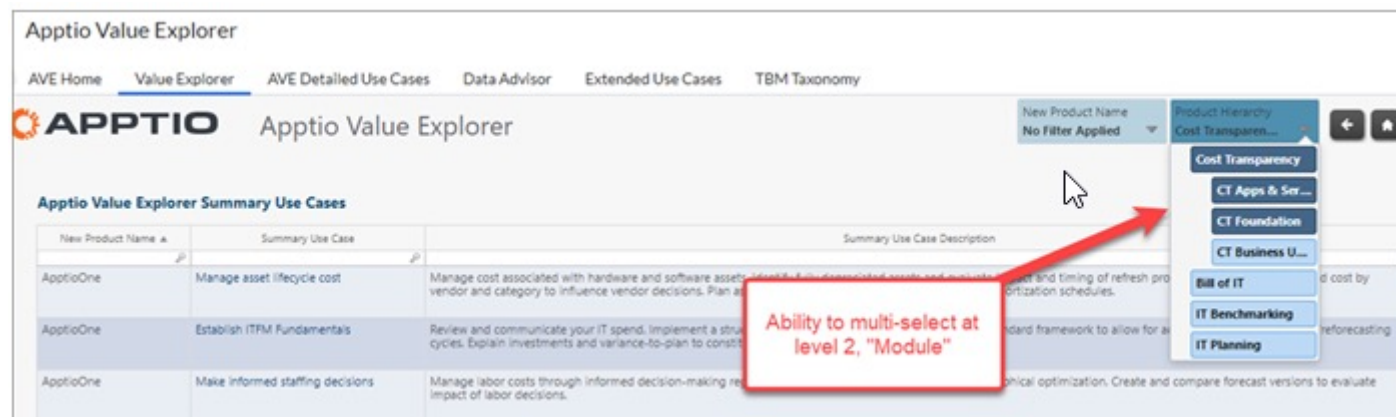 Apptio Value Explorer
AVE Home Value Explorer AVE Detailed Use Cases Data Advisor Extended Use Cases TBM Taxonomy
APPTIO Apptio Value Explorer
New Product Name
No Filter Applied
Product Hierarchy
Cost Transparen...
Cost Transparency
CT Apps & Ser...
CT Foundation
CT Business U...
Bill of IT
IT Benchmarking
IT Planning
Apptio Value Explorer Summary Use Cases
New Product Name Summary Use Case Summary Use Case Description
ApptioOne Manage asset lifecycle cost Manage cost associated with hardware and software assets and timing of refresh pro d cost by
vendor and category to influence vendor decisions. Plan as ortization schedules.
ApptioOne Establish ITFM Fundamentals Review and communicate your IT spend. Implement a stru dard framework to allow for a reforecasting
cycles. Explain investments and variance-to-plan to constit
ApptioOne Make informed staffing decisions Manage labor costs through informed decision-making re phical optimization. Create and compare forecast versions to evaluate
impact of labor decisions.
Ability to multi-select at
level 2, "Module"